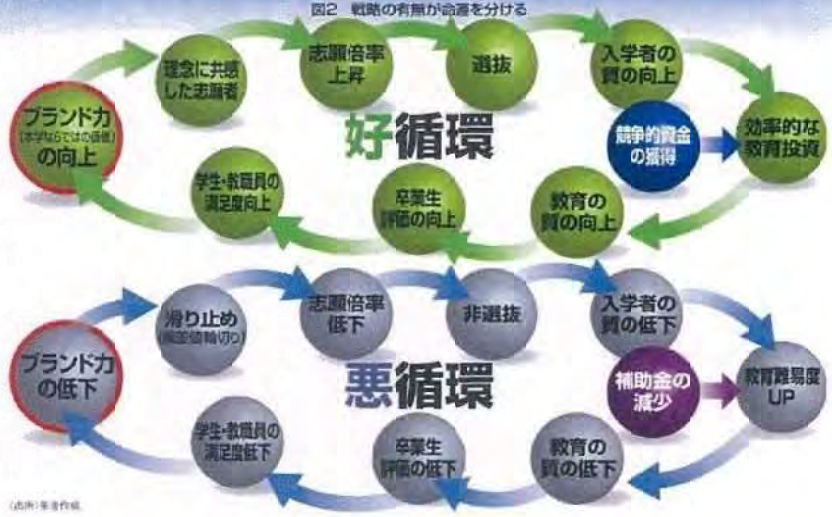 図2 戦略の有無が命運を分ける
理念に共感
した志願者
志願倍率
上昇
選抜
入学者の
質の向上
ブランド力
(本学ならではの価値)
の向上
好循環
競争的資金
の獲得
効率的な
教育投資
学生・教職員の
満足度向上
卒業生
評価の向上
教育の
質の向上
滑り止め
(偏差値輪切り)
志願倍率
低下
非選抜
入学者の
質の低下
ブランド力
の低下
悪循環
補助金の
減少
教育難易度
UP
学生・教職員の
満足度低下
卒業生
評価の低下
教育の
質の低下